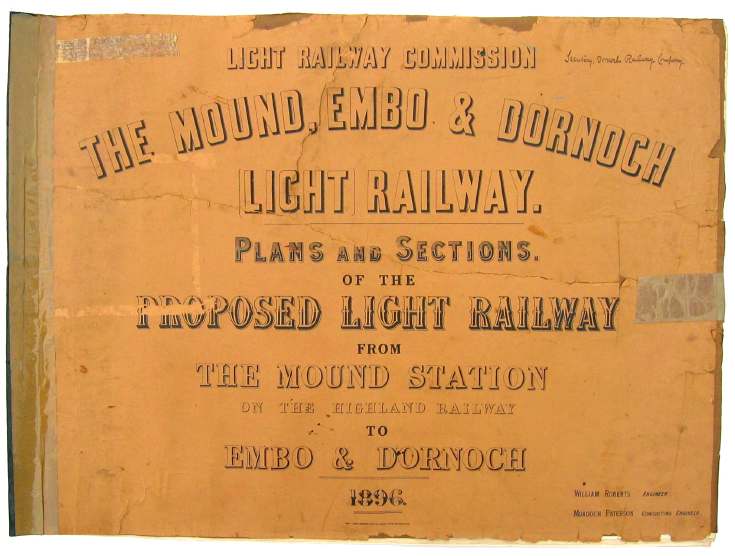 LIGHT RAILWAY COMMISSION
Secretary, Dornoch Railway Company
THE MOUND, EMBO & DORNOCH
[LIGHT] RAILWAY.
PLANS AND SECTIONS.
OF THE
PROPOSED LIGHT RAILWAY
FROM
THE MOUND STATION
ON THE HIGHLAND RAILWAY
TO
EMBO & DORNOCH
1896.
WILLIAM ROBERTS ENGINEER
MURDOCH PATERSON CONSULTING ENGINEER